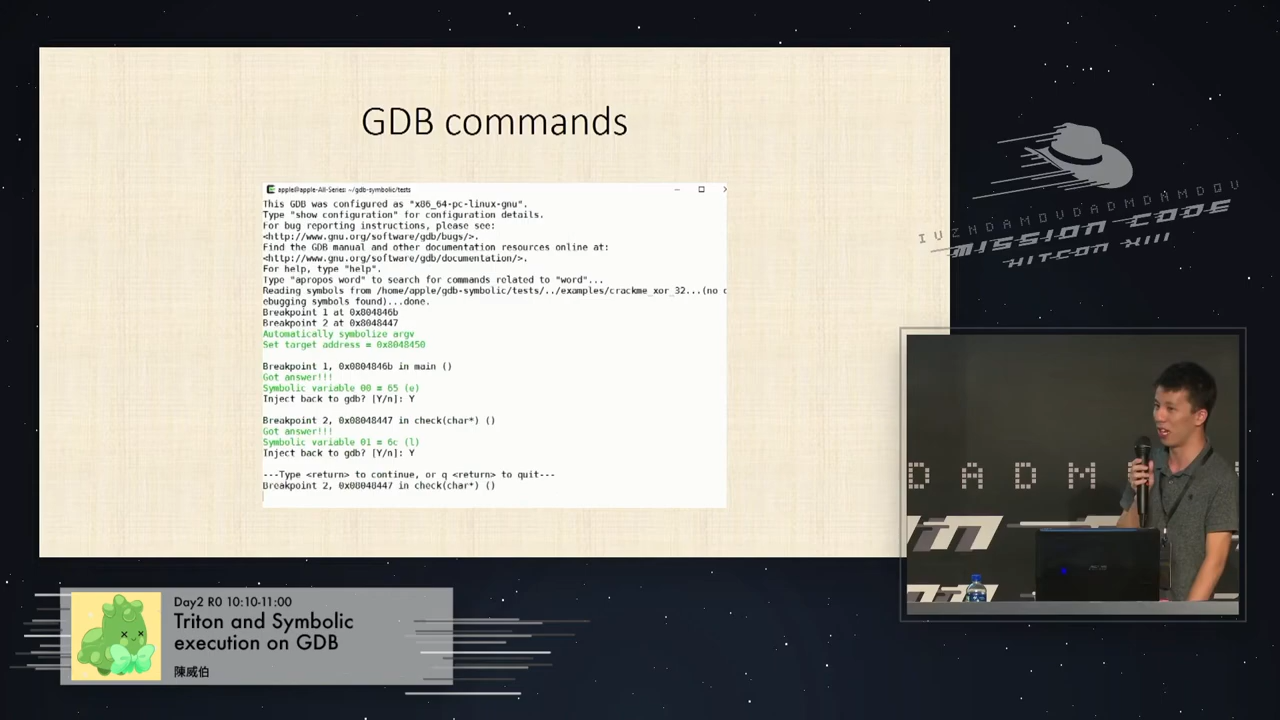 GDB commands
apple@apple-All-Series: ~/gdb-symbolic/tests
This GDB was configured as "x86_64-pc-linux-gnu".
Type "show configuration" for configuration details.
For bug reporting instructions, please see:
<http://www.gnu.org/software/gdb/bugs/>.
Find the GDB manual and other documentation resources online at:
<http://www.gnu.org/software/gdb/documentation/>.
For help, type "help".
Type "apropos word" to search for commands related to "word"...
Reading symbols from /home/apple/gdb-symbolic/tests/../examples/crackme_xor_32...(no d
ebugging symbols found)...done.
Breakpoint 1 at 0x804846b
Breakpoint 2 at 0x8048447
Automatically symbolize argv
Set target address = 0x8048450
Breakpoint 1, 0x0804846b in main ()
Got answer!!!
Symbolic variable 00 = 65 (e)
Inject back to gdb? [Y/n]: Y
Breakpoint 2, 0x08048447 in check(char*) ()
Got answer!!!
Symbolic variable 01 = 6c (l)
Inject back to gdb? [Y/n]: Y
---Type <return> to continue, or q <return> to quit---
Breakpoint 2, 0x08048447 in check(char*) ()
IVZHDAMOVDADMDAHMDQV
MISSION CODE
HITCON XIII
DADM
ASUS
Day2 R0 10:10-11:00
Triton and Symbolic
execution on GDB
陳威伯